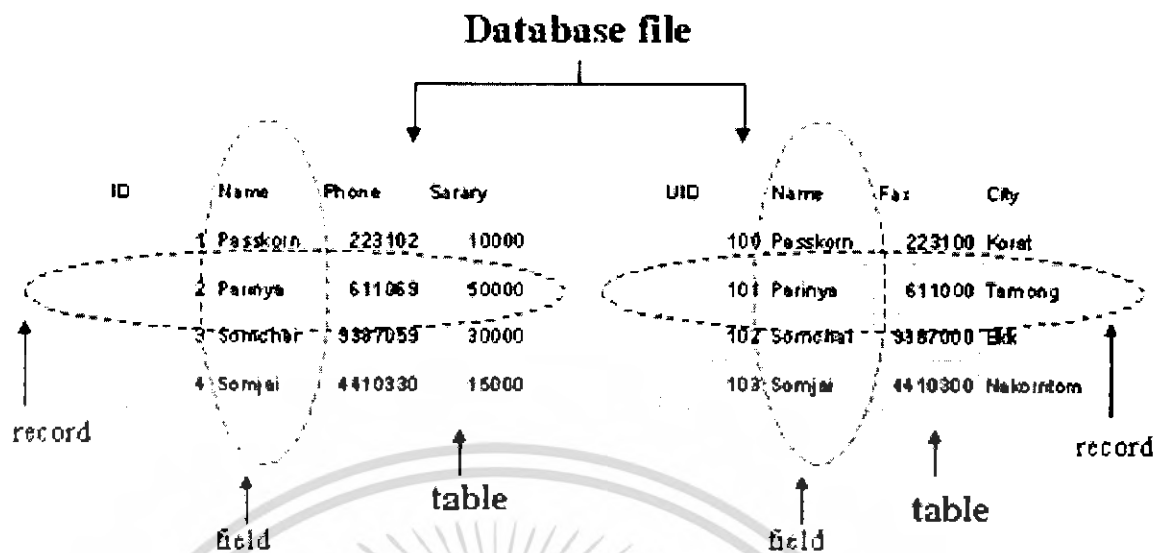 Database file
ID Name Phone Sarary UID Name Fax City
1 Passkorn 223102 10000 100 Passkorn 223100 Korat
2 Parinya 611069 50000 101 Parinya 611000 Tamong
3 Somchai 9387059 30000 102 Somchai 9387000 Bkk
4 Somjai 4410330 15000 103 Somjai 4410300 Nakorntom
record table table record
field field